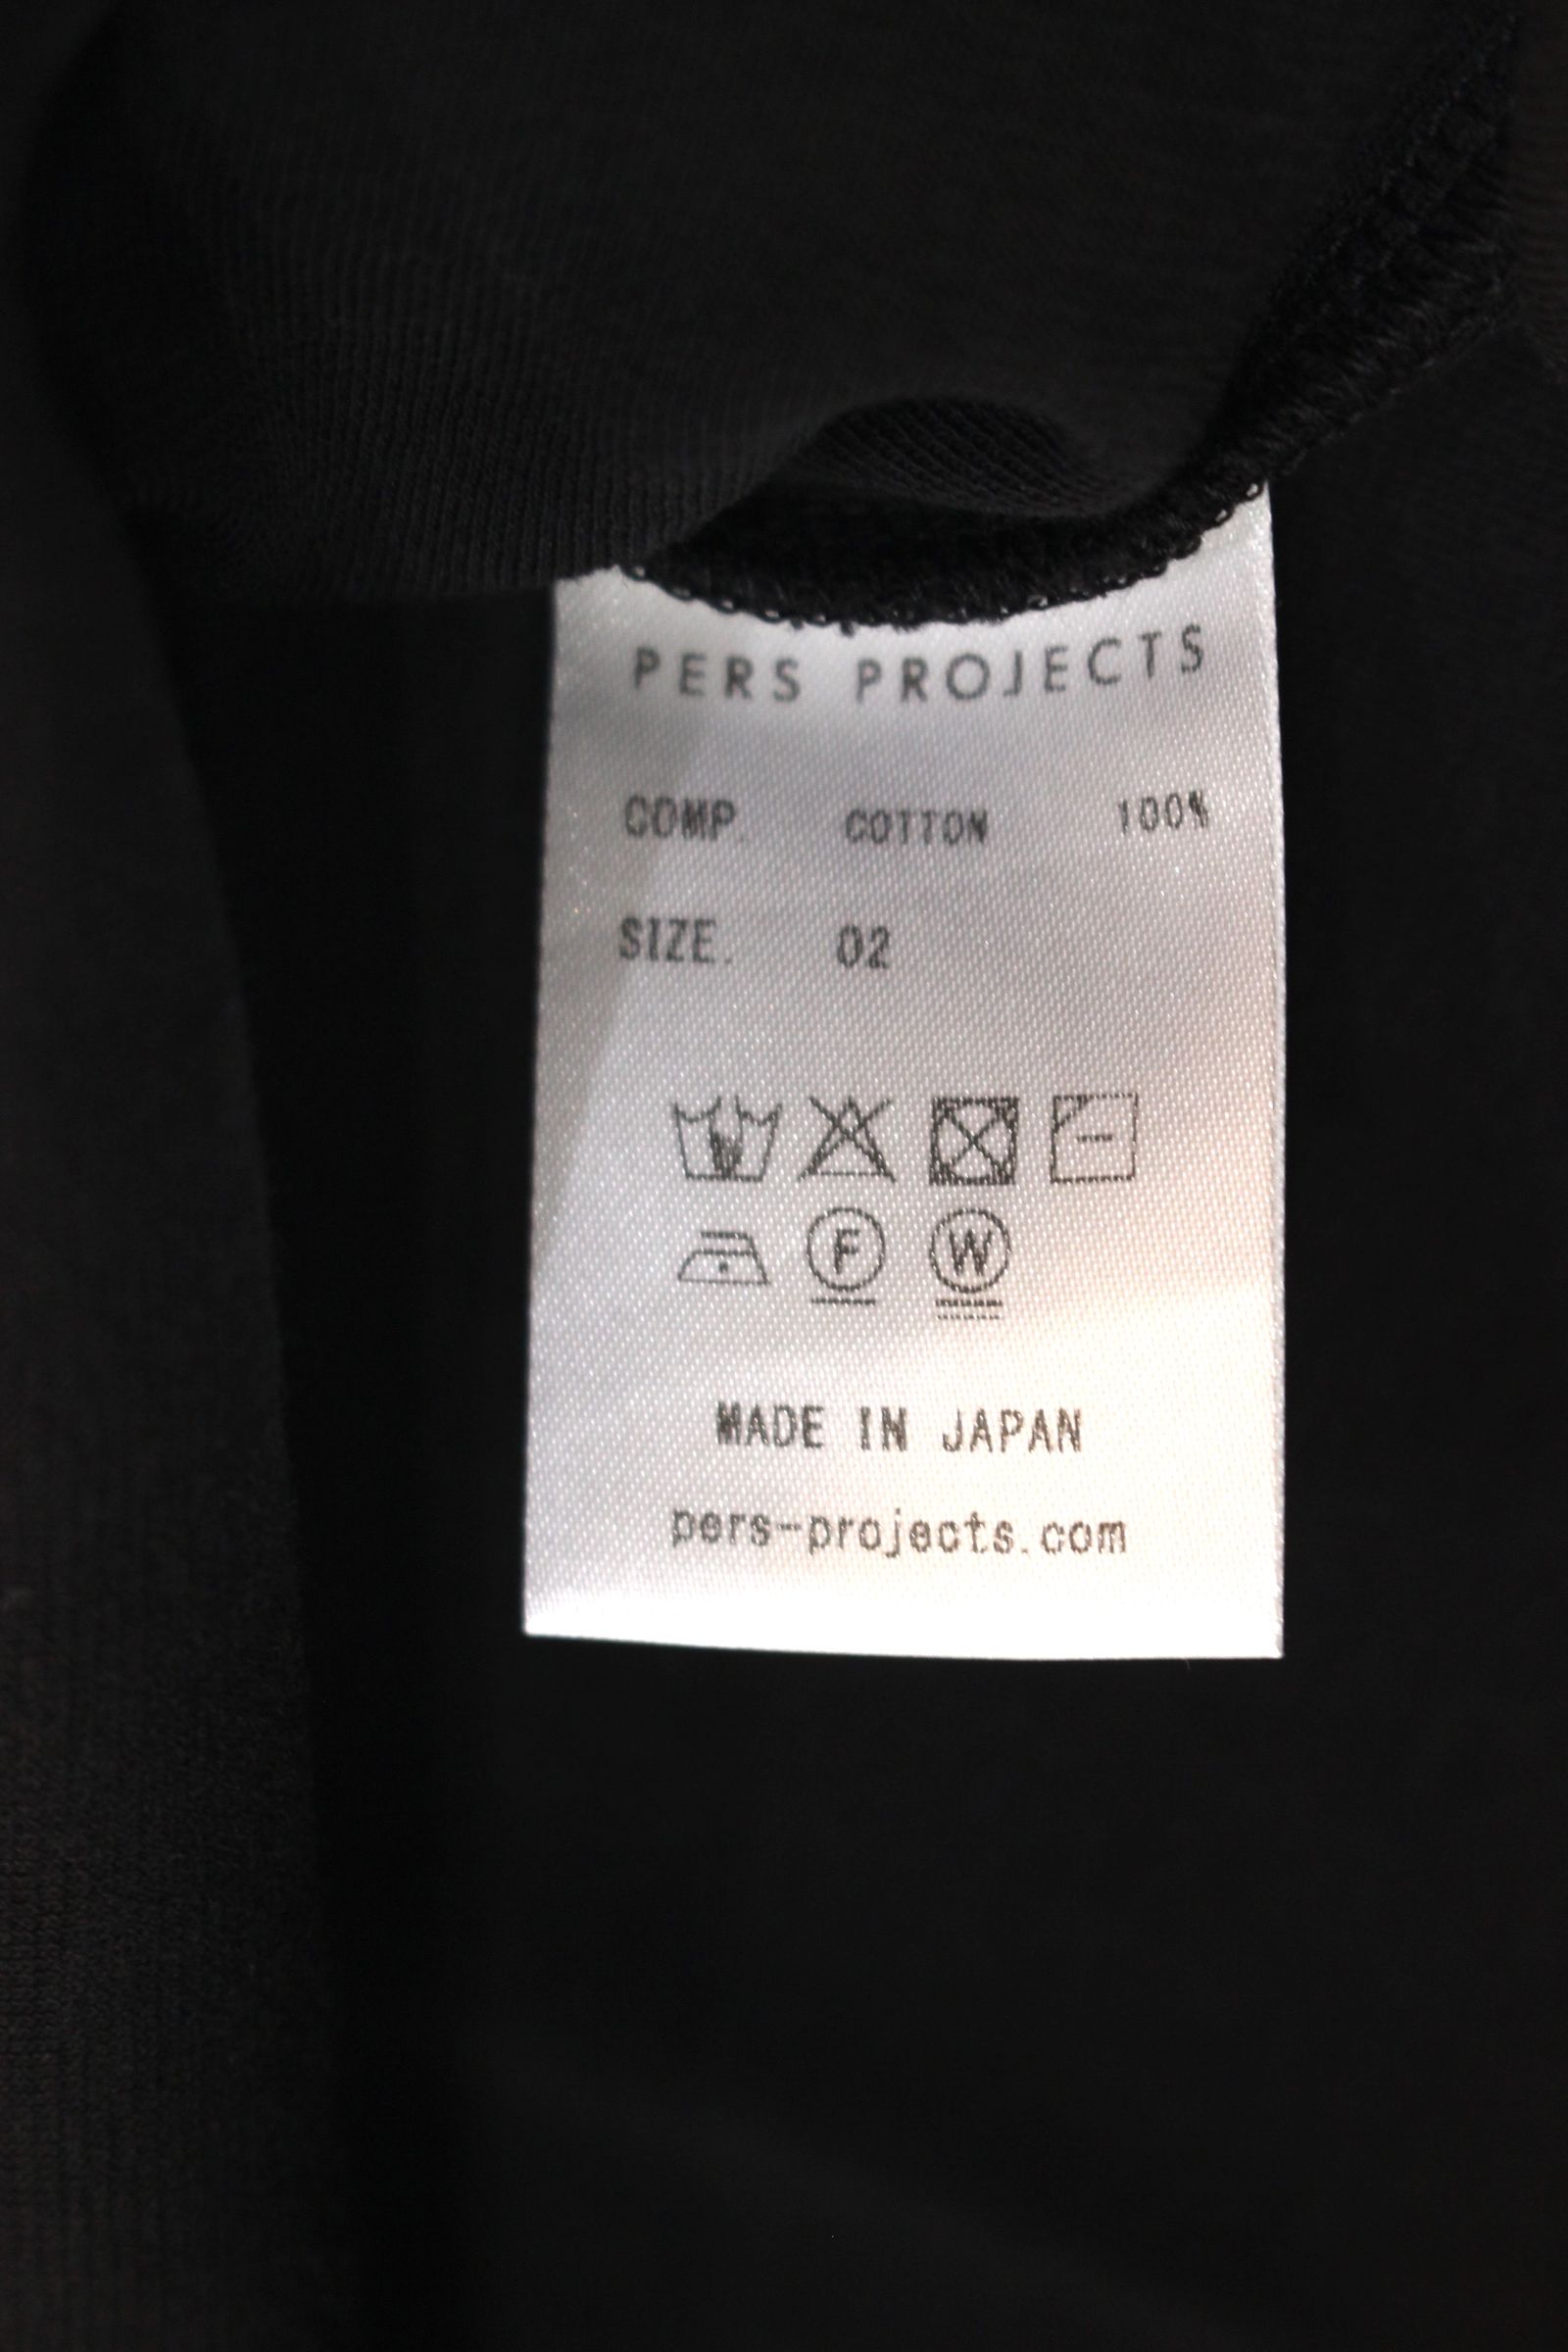 PERS PROJECTS
COMP. COTTON 100%
SIZE. 02
F W
MADE IN JAPAN
pers-projects.com